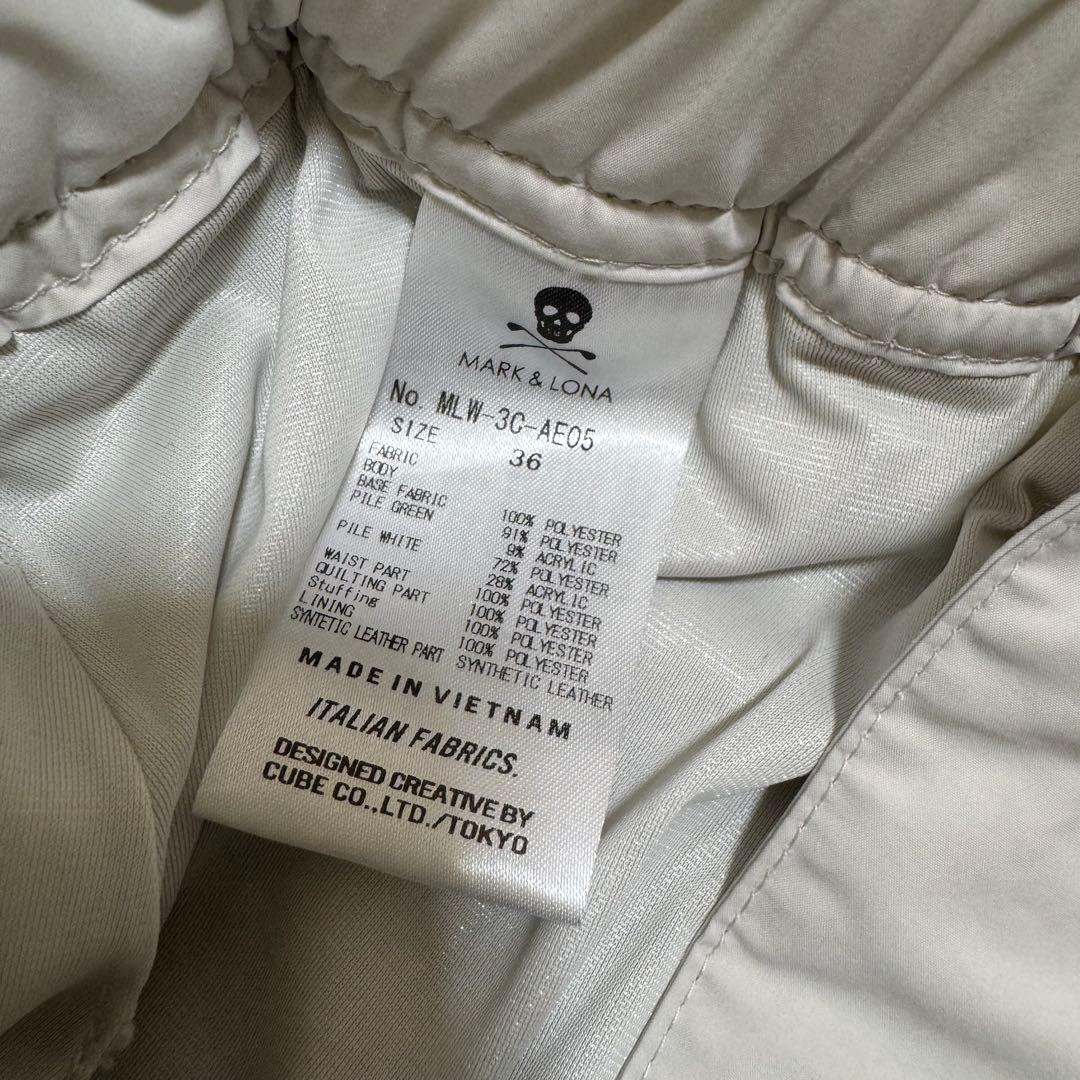 MARK & LONA
No. MLW-3C-AE05
SIZE 36
FABRIC
BODY
BASE FABRIC 100% POLYESTER
PILE GREEN 91% POLYESTER
9% ACRYLIC
PILE WHITE 72% POLYESTER
28% ACRYLIC
WAIST PART 100% POLYESTER
QUILTING PART 100% POLYESTER
Stuffing 100% POLYESTER
LINING 100% POLYESTER
SYNTETIC LEATHER PART SYNTHETIC LEATHER
MADE IN VIETNAM
ITALIAN FABRICS.
DESIGNED CREATIVE BY
CUBE CO.,LTD./TOKYO